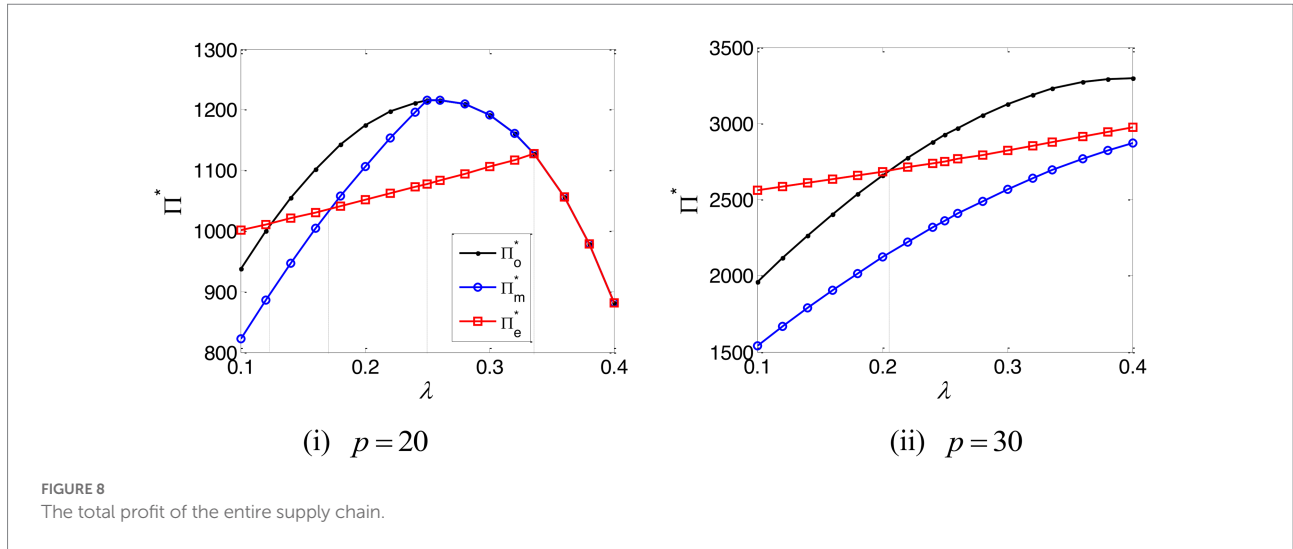 1300
1200
1100
1000
900
800
0.1
0.2
0.3
0.4
Π*
λ
Π*o
Π*m
Π*e
(i) p = 20
3500
3000
2500
2000
1500
0.1
0.2
0.3
0.4
Π*
λ
(ii) p = 30
FIGURE 8
The total profit of the entire supply chain.